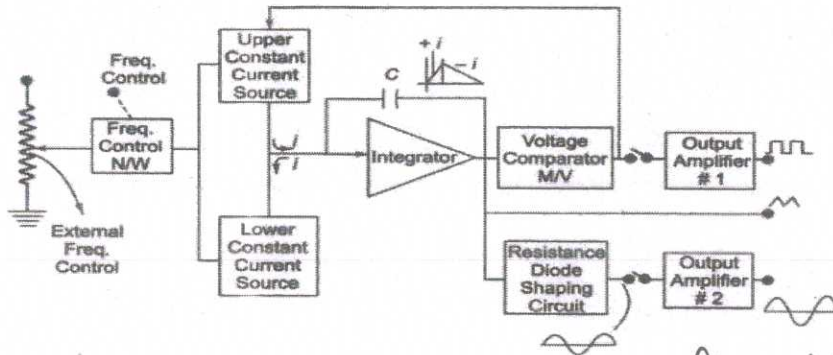 Freq.
Control
Freq.
Control
N/W
External
Freq.
Control
Upper
Constant
Current
Source
Lower
Constant
Current
Source
i
i
C
+ i
- i
Integrator
Voltage
Comparator
M/V
Output
Amplifier
# 1
Resistance
Diode
Shaping
Circuit
Output
Amplifier
# 2